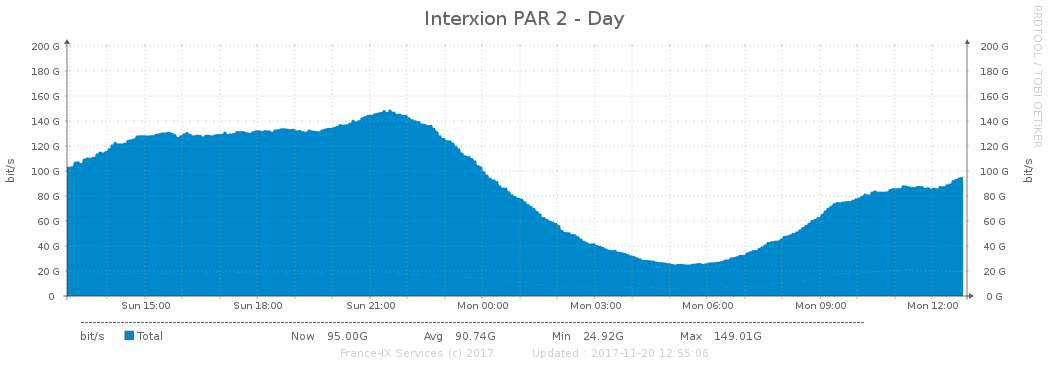 Interxion PAR 2 - Day
RRDTOOL / TOBI OETIKER
bit/s
200 G 200 G
180 G 180 G
160 G 160 G
140 G 140 G
120 G 120 G
100 G 100 G
80 G 80 G
60 G 60 G
40 G 40 G
20 G 20 G
0 0 G
bit/s
Sun 15:00 Sun 18:00 Sun 21:00 Mon 00:00 Mon 03:00 Mon 06:00 Mon 09:00 Mon 12:00
bit/s Total Now 95.00G Avg 90.74G Min 24.92G Max 149.01G
France-IX Services (c) 2017 Updated : 2017-11-20 12:55:06